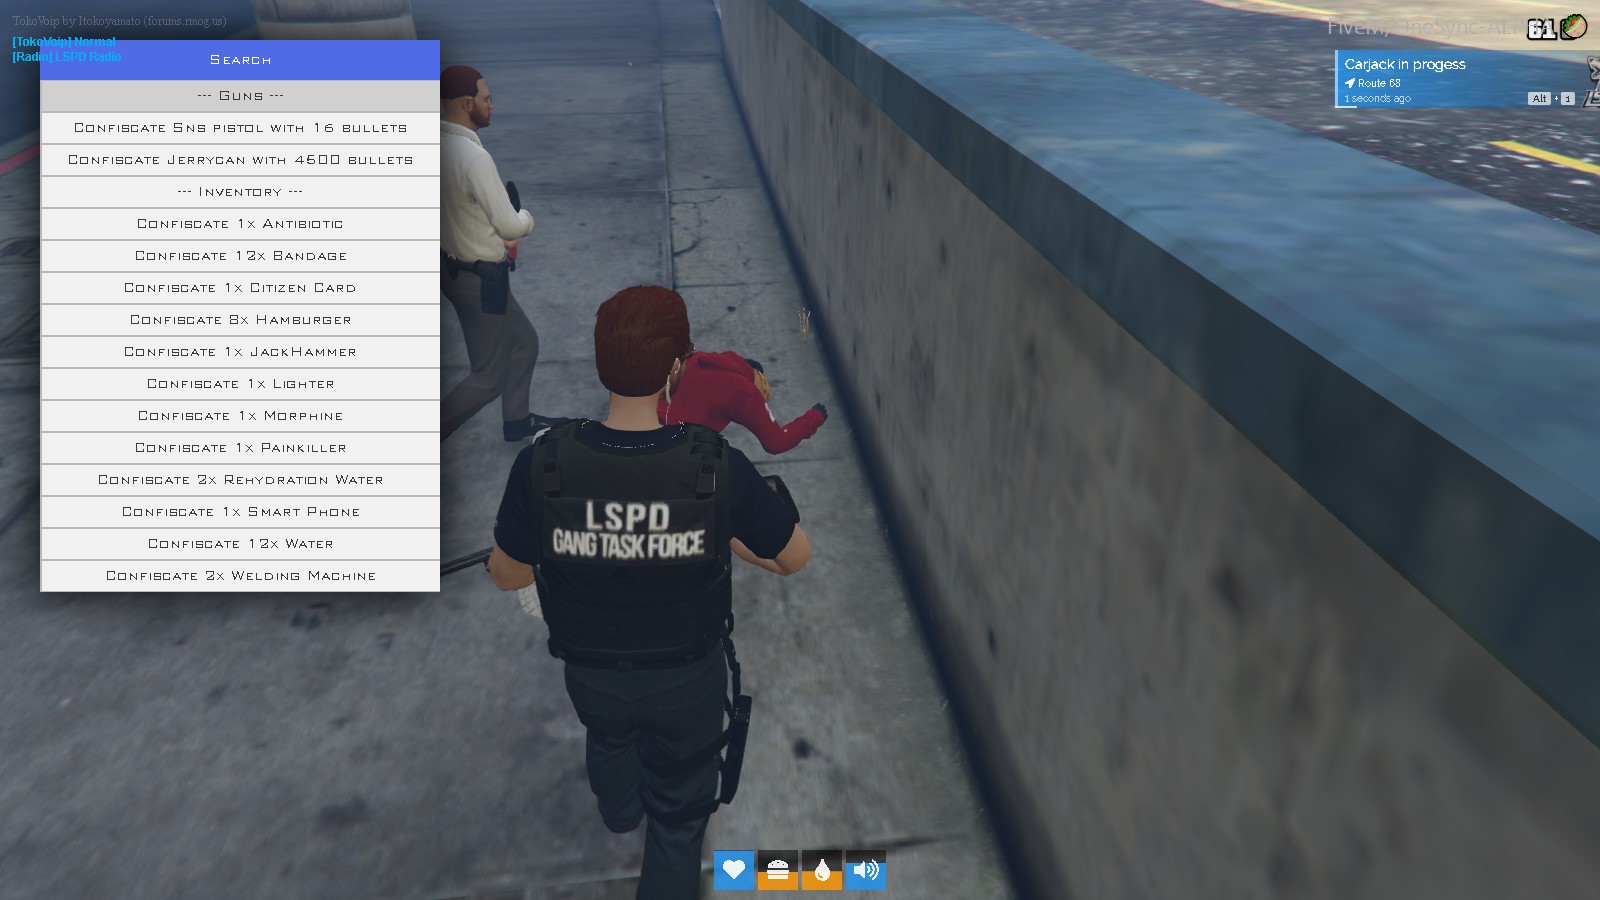 TokoVoip by Itokoyamato (forums.rmog.us)
[TokoVoip] Normal
[Radio] LSPD Radio
Search
--- Guns ---
Confiscate Sns pistol with 16 bullets
Confiscate Jerrycan with 4500 bullets
--- Inventory ---
Confiscate 1x Antibiotic
Confiscate 12x Bandage
Confiscate 1x Citizen Card
Confiscate 8x Hamburger
Confiscate 1x JackHammer
Confiscate 1x Lighter
Confiscate 1x Morphine
Confiscate 1x Painkiller
Confiscate 2x Rehydration Water
Confiscate 1x Smart Phone
Confiscate 12x Water
Confiscate 2x Welding Machine
LSPD
GANG TASK FORCE
Carjack in progess
Route 68
1 seconds ago
Alt + 1